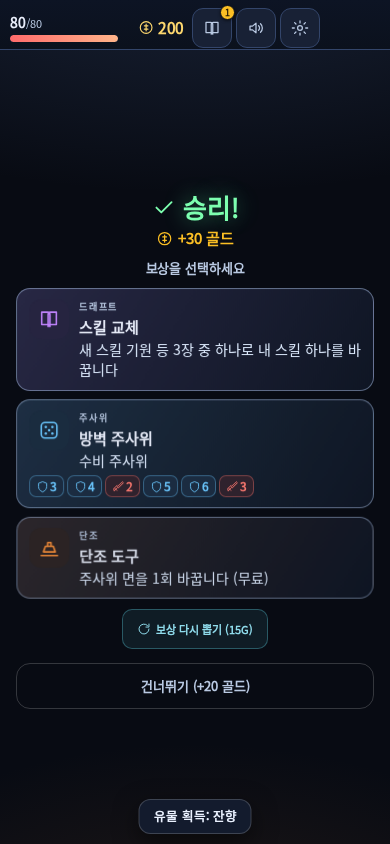 80/80
200
1
승리!
+30 골드
보상을 선택하세요
드래프트
스킬 교체
새 스킬 기원 등 3장 중 하나로 내 스킬 하나를 바
꿉니다
주사위
방벽 주사위
수비 주사위
3 4 2 5 6 3
단조
단조 도구
주사위 면을 1회 바꿉니다 (무료)
보상 다시 뽑기 (15G)
건너뛰기 (+20 골드)
유물 획득: 잔향